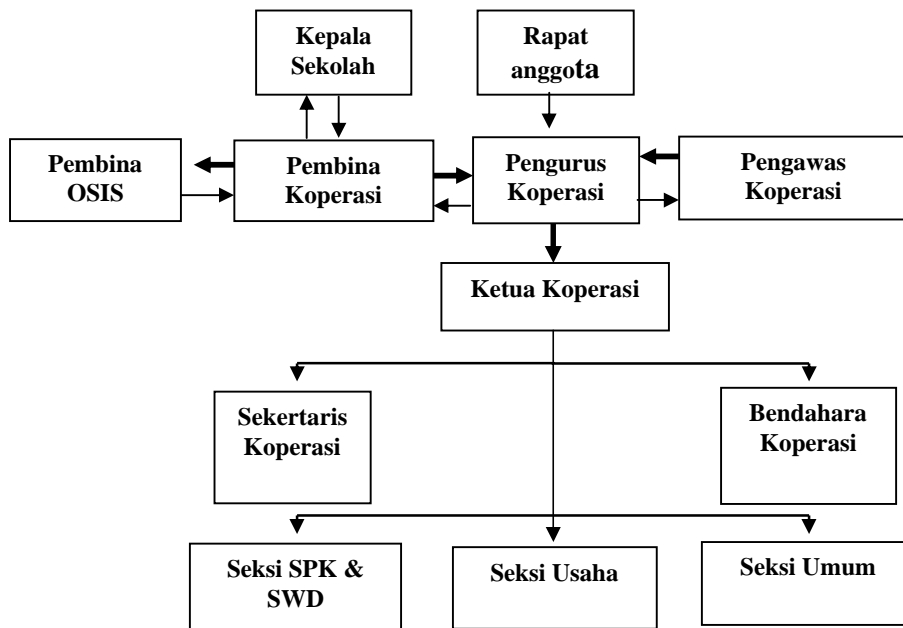 Kepala
Sekolah
Rapat
anggota
Pembina
OSIS
Pembina
Koperasi
Pengurus
Koperasi
Pengawas
Koperasi
Ketua Koperasi
Sekertaris
Koperasi
Bendahara
Koperasi
Seksi SPK &
SWD
Seksi Usaha
Seksi Umum